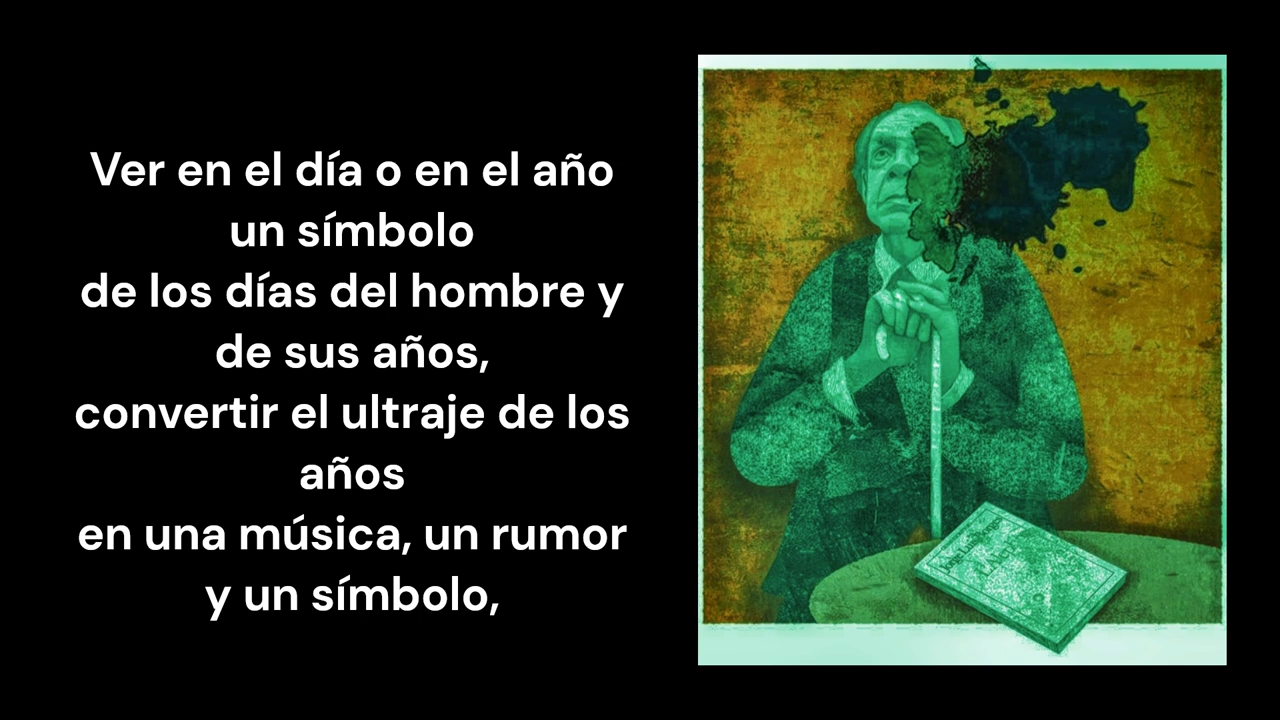 Ver en el día o en el año
un símbolo
de los días del hombre y
de sus años,
convertir el ultraje de los
años
en una música, un rumor
y un símbolo,